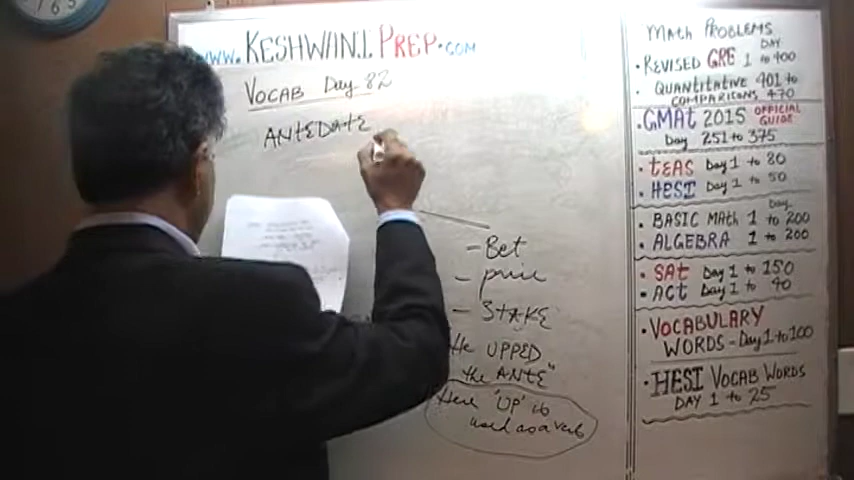 www.KESHWANIPREP.com
VOCAB Day 82
ANTEDATE
- Bet
- price
- STAKE
He UPPED
the ANTE"
Here 'UP' is
used as a verb
MATH PROBLEMS
DAY
• REVISED GRE 1 to 400
• QUANTITATIVE 401 to
COMPARISONS 470
• GMAT 2015 OFFICIAL GUIDE
Day 251 to 375
• TEAS Day 1 to 80
• HESI Day 1 to 50
Day
• BASIC MATH 1 to 200
• ALGEBRA 1 to 200
• SAT Day 1 to 150
• ACT Day 1 to 90
• VOCABULARY
WORDS - Day 1 to 100
• HESI VOCAB WORDS
DAY 1 to 25